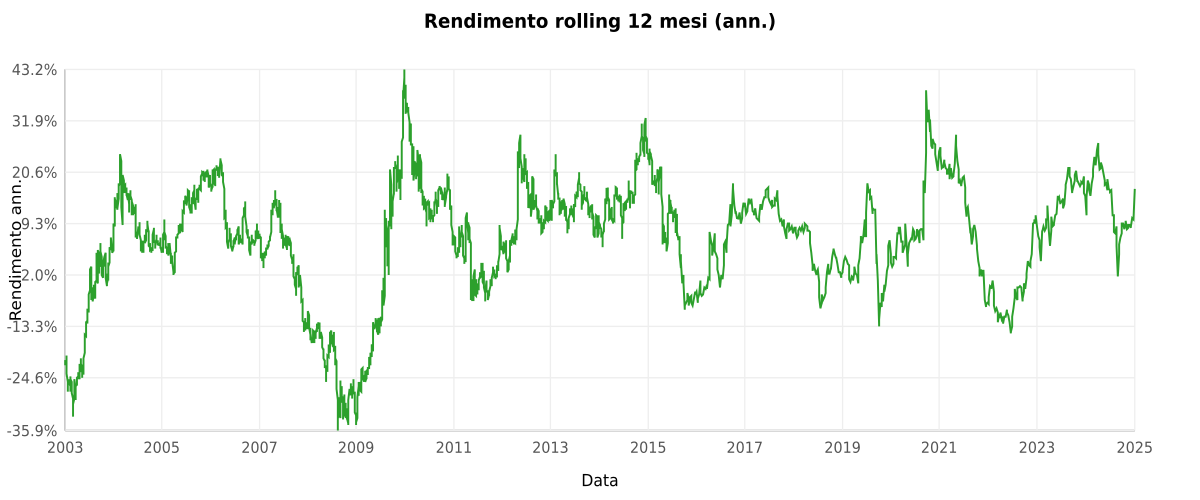 Rendimento rolling 12 mesi (ann.)
43.2%
31.9%
20.6%
9.3%
-2.0%
-13.3%
-24.6%
-35.9%
Rendimento ann.
2003 2005 2007 2009 2011 2013 2015 2017 2019 2021 2023 2025
Data